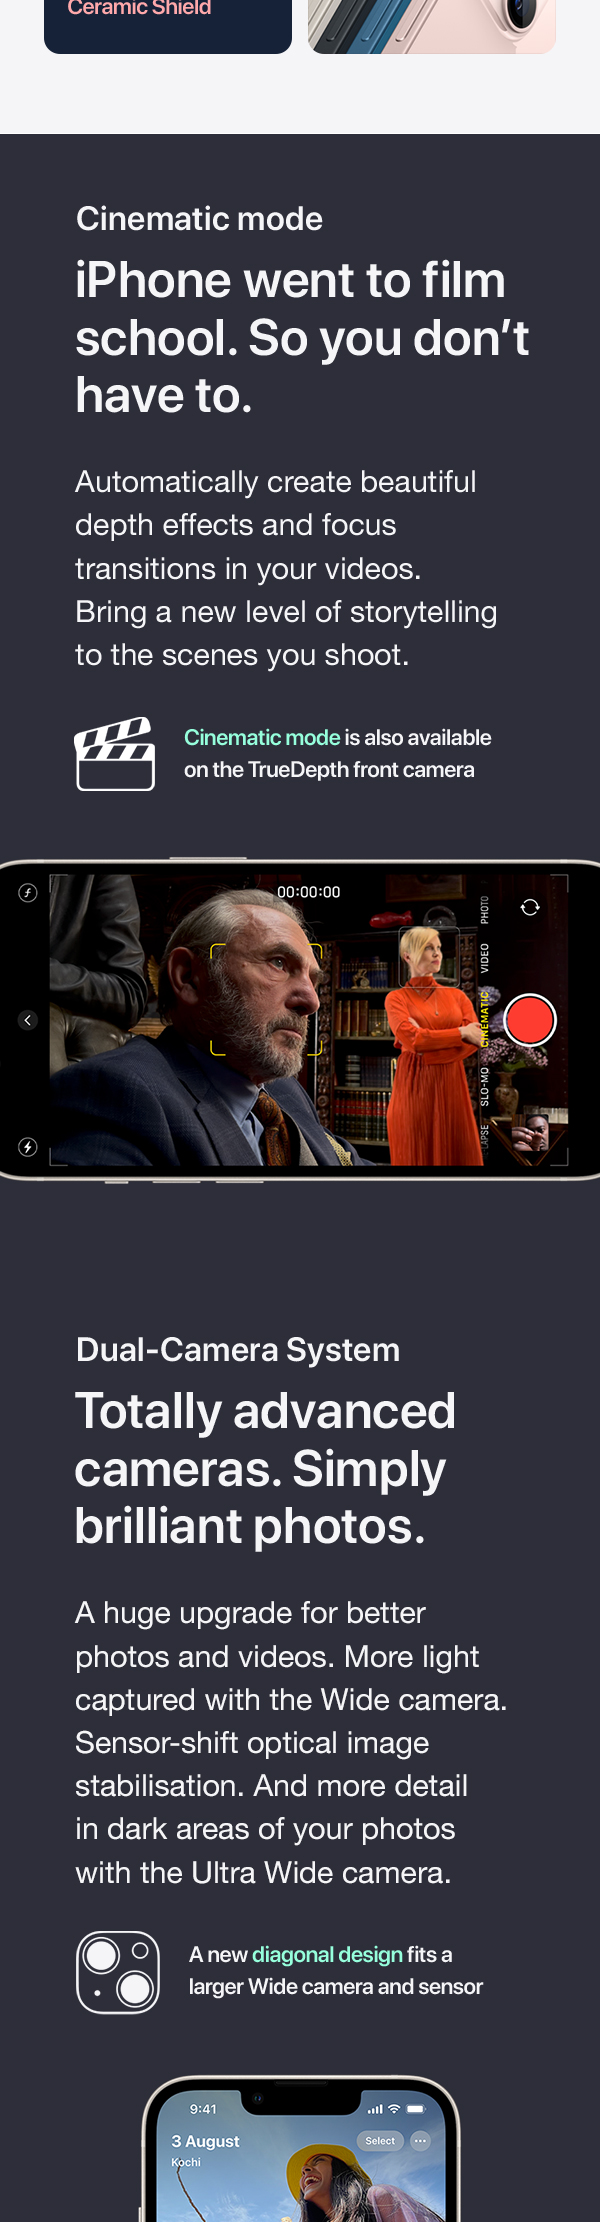 Ceramic Shield
Cinematic mode
iPhone went to film
school. So you don’t
have to.
Automatically create beautiful
depth effects and focus
transitions in your videos.
Bring a new level of storytelling
to the scenes you shoot.
Cinematic mode is also available
on the TrueDepth front camera
00:00:00
PHOTO
VIDEO
CINEMATIC
SLO-MO
LAPSE
Dual-Camera System
Totally advanced
cameras. Simply
brilliant photos.
A huge upgrade for better
photos and videos. More light
captured with the Wide camera.
Sensor-shift optical image
stabilisation. And more detail
in dark areas of your photos
with the Ultra Wide camera.
A new diagonal design fits a
larger Wide camera and sensor
9:41
3 August
Select
Kochi